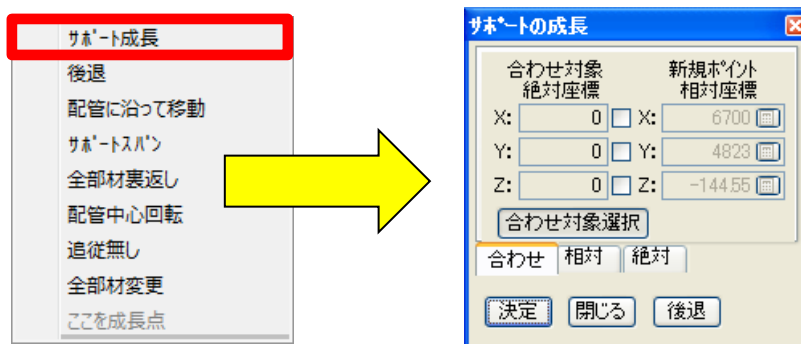 ｻﾎﾟｰﾄ成長
後退
配管に沿って移動
ｻﾎﾟｰﾄｽﾊﾟﾝ
全部材裏返し
配管中心回転
追従無し
全部材変更
ここを成長点
ｻﾎﾟｰﾄの成長
合わせ対象 新規ﾎﾟｲﾝﾄ
絶対座標 相対座標
X: 0 X: 6700
Y: 0 Y: 4823
Z: 0 Z: -144.55
合わせ対象選択
合わせ 相対 絶対
決定 閉じる 後退